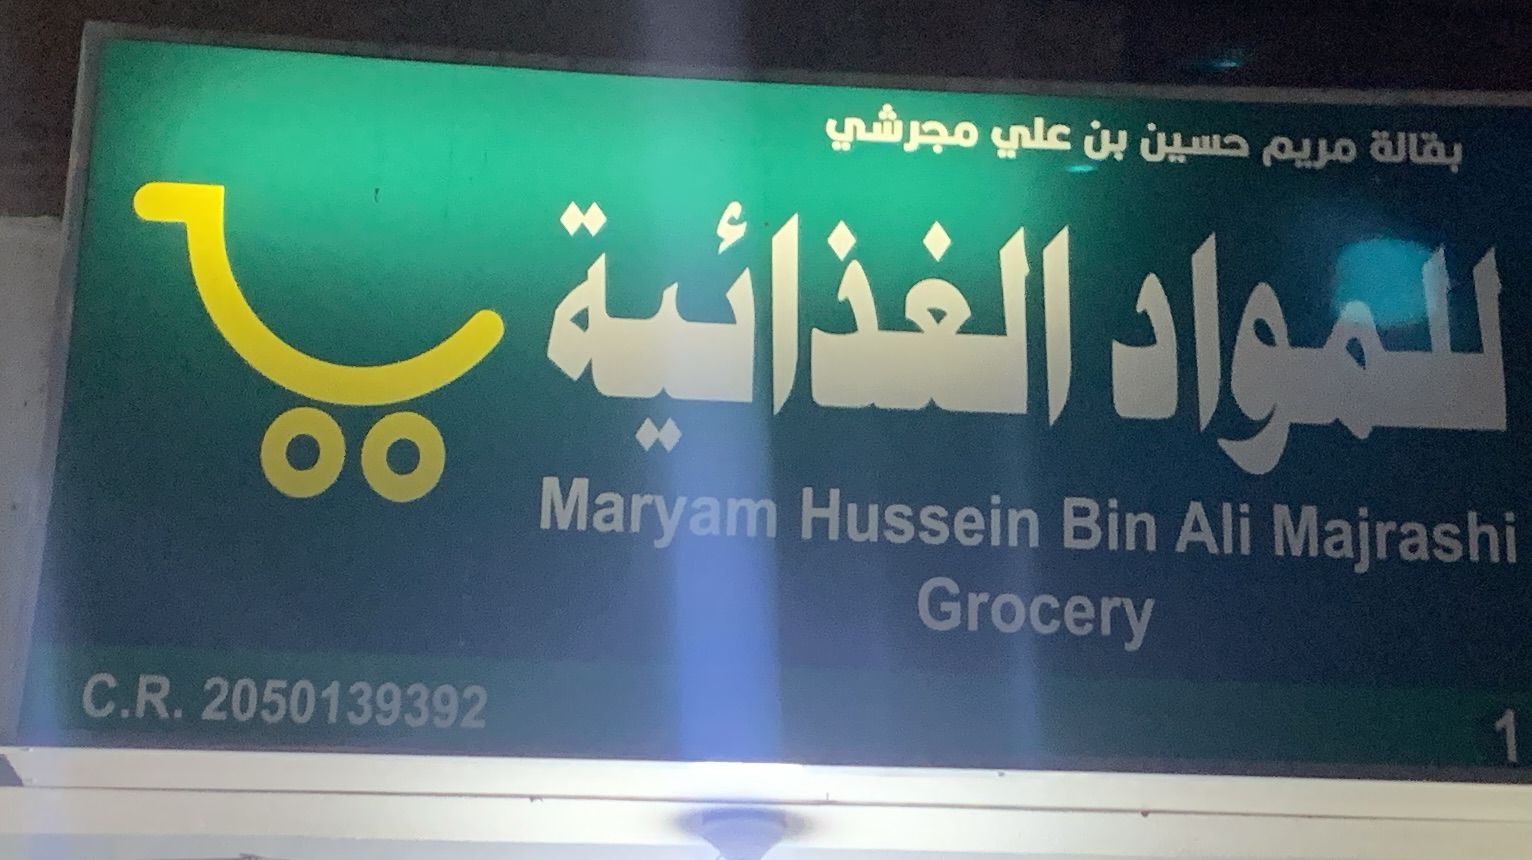 بقالة مريم حسين بن علي مجرشي
للمواد الغذائية
Maryam Hussein Bin Ali Majrashi
Grocery
C.R. 2050139392
1